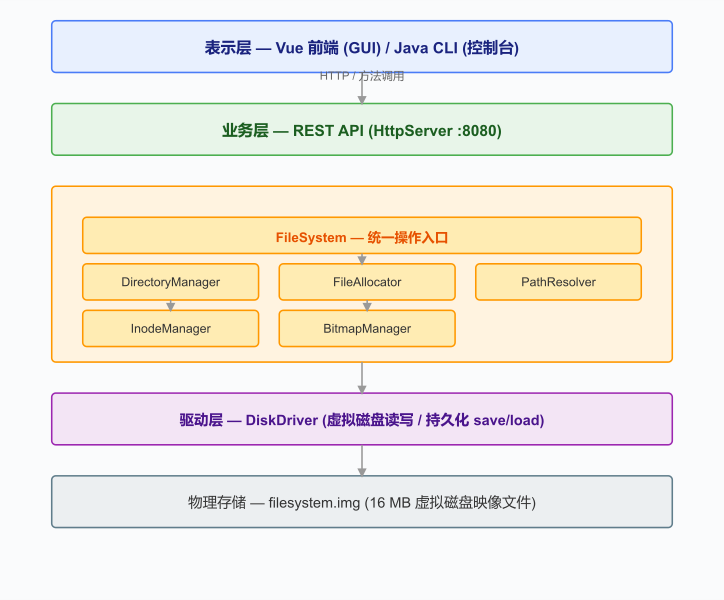 表示层 — Vue 前端 (GUI) / Java CLI (控制台)
HTTP / 方法调用
业务层 — REST API (HttpServer :8080)
FileSystem — 统一操作入口
DirectoryManager
FileAllocator
PathResolver
InodeManager
BitmapManager
驱动层 — DiskDriver (虚拟磁盘读写 / 持久化 save/load)
物理存储 — filesystem.img (16 MB 虚拟磁盘映像文件)